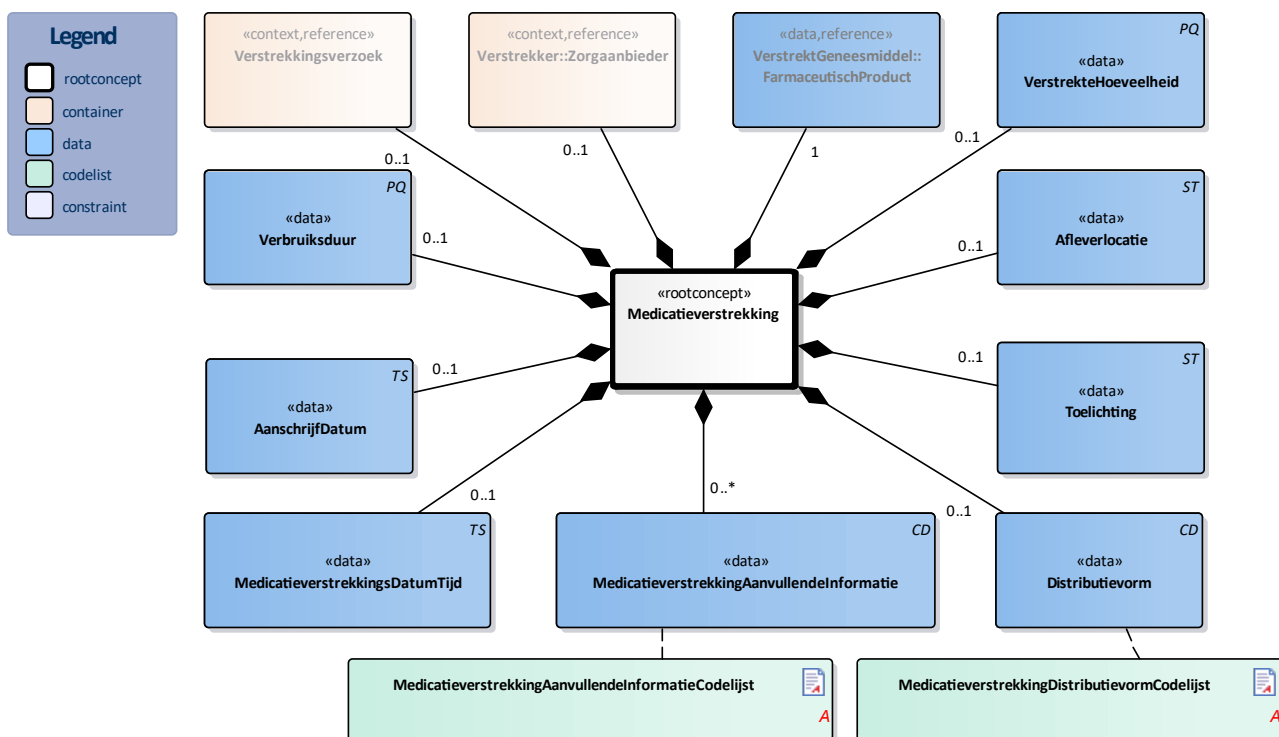 Legend
rootconcept
container
data
codelist
constraint
«context,reference»
Verstrekkingsverzoek
«context,reference»
Verstrekker::Zorgaanbieder
«data,reference»
VerstrektGeneesmiddel::
FarmaceutischProduct
PQ
«data»
VerstrekteHoeveelheid
0..1
0..1
1
0..1
PQ
«data»
Verbruiksduur
0..1
ST
«data»
Afleverlocatie
0..1
«rootconcept»
Medicatieverstrekking
TS
«data»
AanschrijfDatum
0..1
ST
«data»
Toelichting
0..1
TS
«data»
MedicatieverstrekkingsDatumTijd
0..1
CD
«data»
MedicatieverstrekkingAanvullendeInformatie
0..*
CD
«data»
Distributievorm
0..1
MedicatieverstrekkingAanvullendeInformatieCodelijst
A
MedicatieverstrekkingDistributievormCodelijst
A